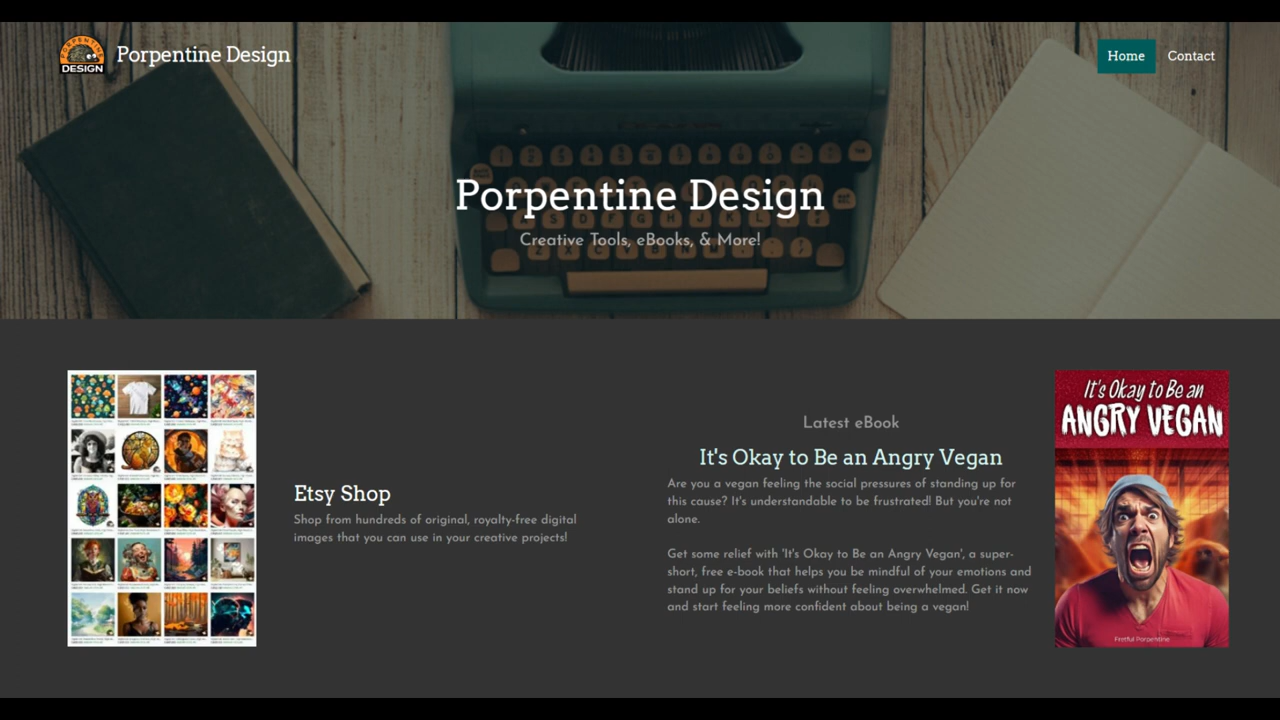 PORPENTINE
DESIGN
Porpentine Design
Home
Contact
Porpentine Design
Creative Tools, eBooks, & More!
Etsy Shop
Shop from hundreds of original, royalty-free digital
images that you can use in your creative projects!
Latest eBook
It's Okay to Be an Angry Vegan
Are you a vegan feeling the social pressures of standing up for
this cause? It's understandable to be frustrated! But you're not
alone.
Get some relief with 'It's Okay to Be an Angry Vegan', a super-
short, free e-book that helps you be mindful of your emotions and
stand up for your beliefs without feeling overwhelmed. Get it now
and start feeling more confident about being a vegan!
It's Okay to Be an
ANGRY VEGAN
Fretful Porpentine